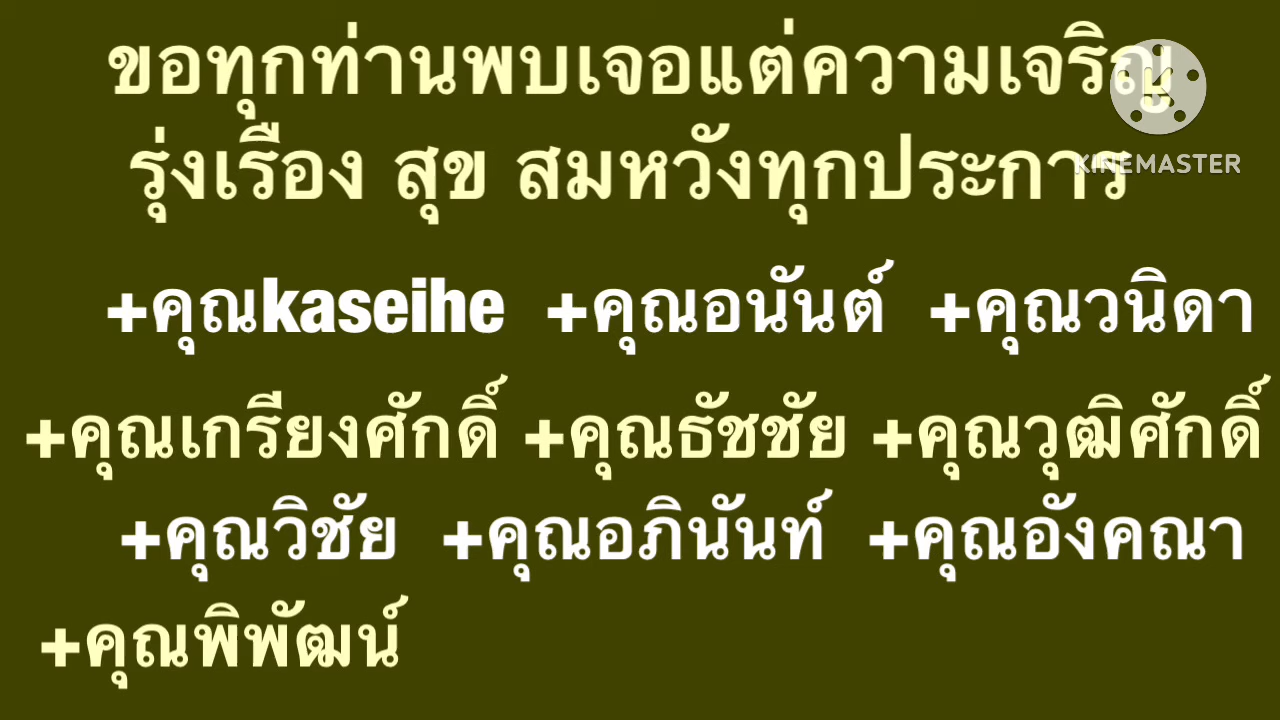 ขอทุกท่านพบเจอแต่ความเจริญ
รุ่งเรือง สุข สมหวังทุกประการ
KINEMASTER
+คุณkaseihe +คุณอนันต์ +คุณวนิดา
+คุณเกรียงศักดิ์ +คุณธัชชัย +คุณวุฒิศักดิ์
+คุณวิชัย +คุณอภินันท์ +คุณอังคณา
+คุณพิพัฒน์